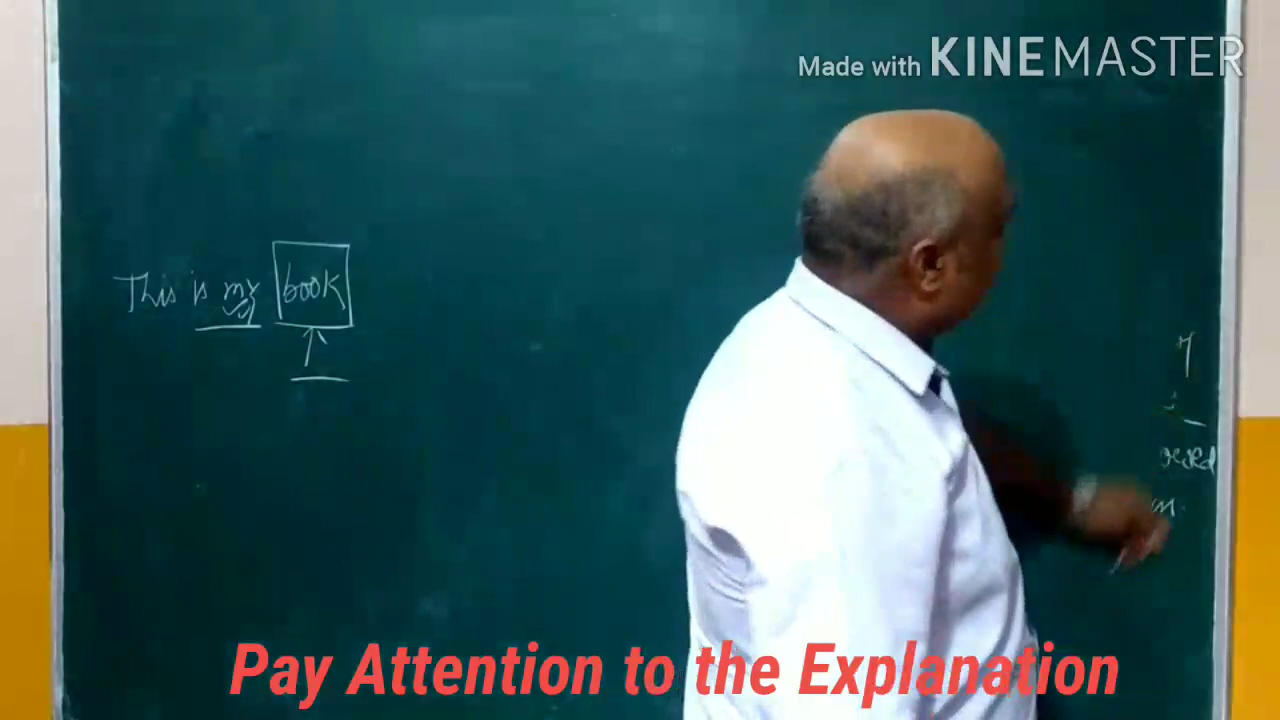 Made with KINEMASTER
This is my book
Pay Attention to the Explanation